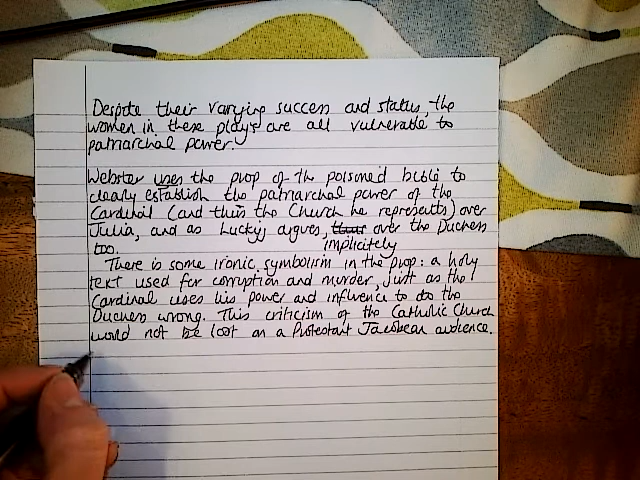 Despite their varying success and status, the
women in these plays are all vulnerable to
patriarchal power.
Webster uses the prop of the poisoned bible to
clearly establish the patriarchal power of the
Cardinal (and thus the Church he represents) over
Julia, and as Luckyj argues, over the Duchess
too. implicitly
There is some ironic symbolism in the prop: a holy
text used for corruption and murder, just as the
Cardinal uses his power and influence to do the
Duchess wrong. This criticism of the Catholic Church
would not be lost on a Protestant Jacobean audience.